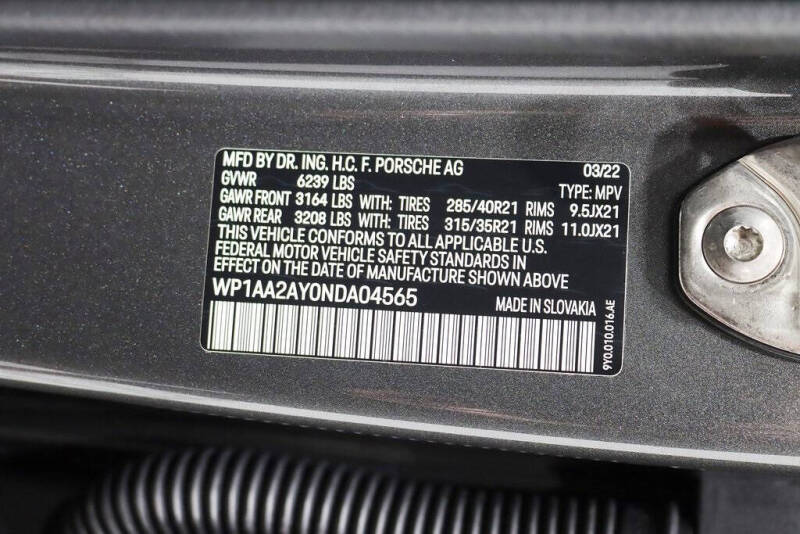 MFD BY DR. ING. H.C. F. PORSCHE AG 03/22
GVWR 6239 LBS TYPE: MPV
GAWR FRONT 3164 LBS WITH: TIRES 285/40R21 RIMS 9.5JX21
GAWR REAR 3208 LBS WITH: TIRES 315/35R21 RIMS 11.0JX21
THIS VEHICLE CONFORMS TO ALL APPLICABLE U.S.
FEDERAL MOTOR VEHICLE SAFETY STANDARDS IN
EFFECT ON THE DATE OF MANUFACTURE SHOWN ABOVE
WP1AA2AY0NDA04565 MADE IN SLOVAKIA
9Y0.010.016.AE